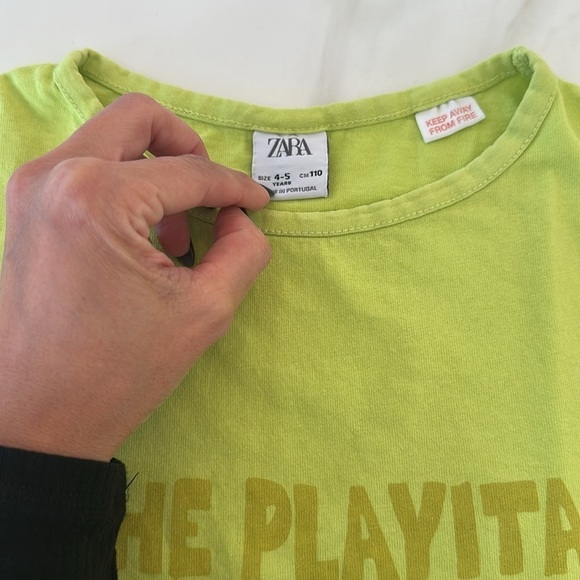 ZARA
KEEP AWAY
FROM FIRE
SIZE 4-5 CM 110
YEARS
IN PORTUGAL
HE PLAYITA